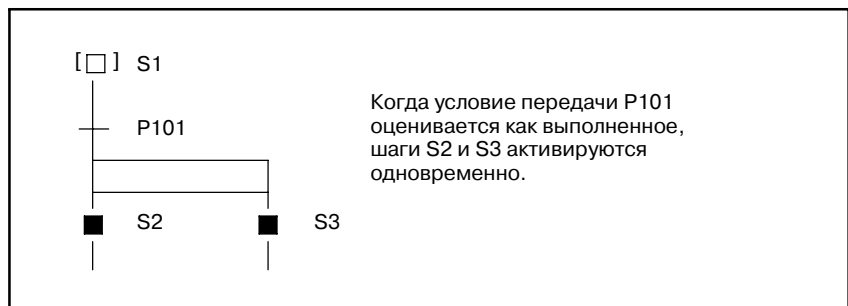 [ ] S1
P101
Когда условие передачи P101
оценивается как выполненное,
шаги S2 и S3 активируются
одновременно.
S2
S3